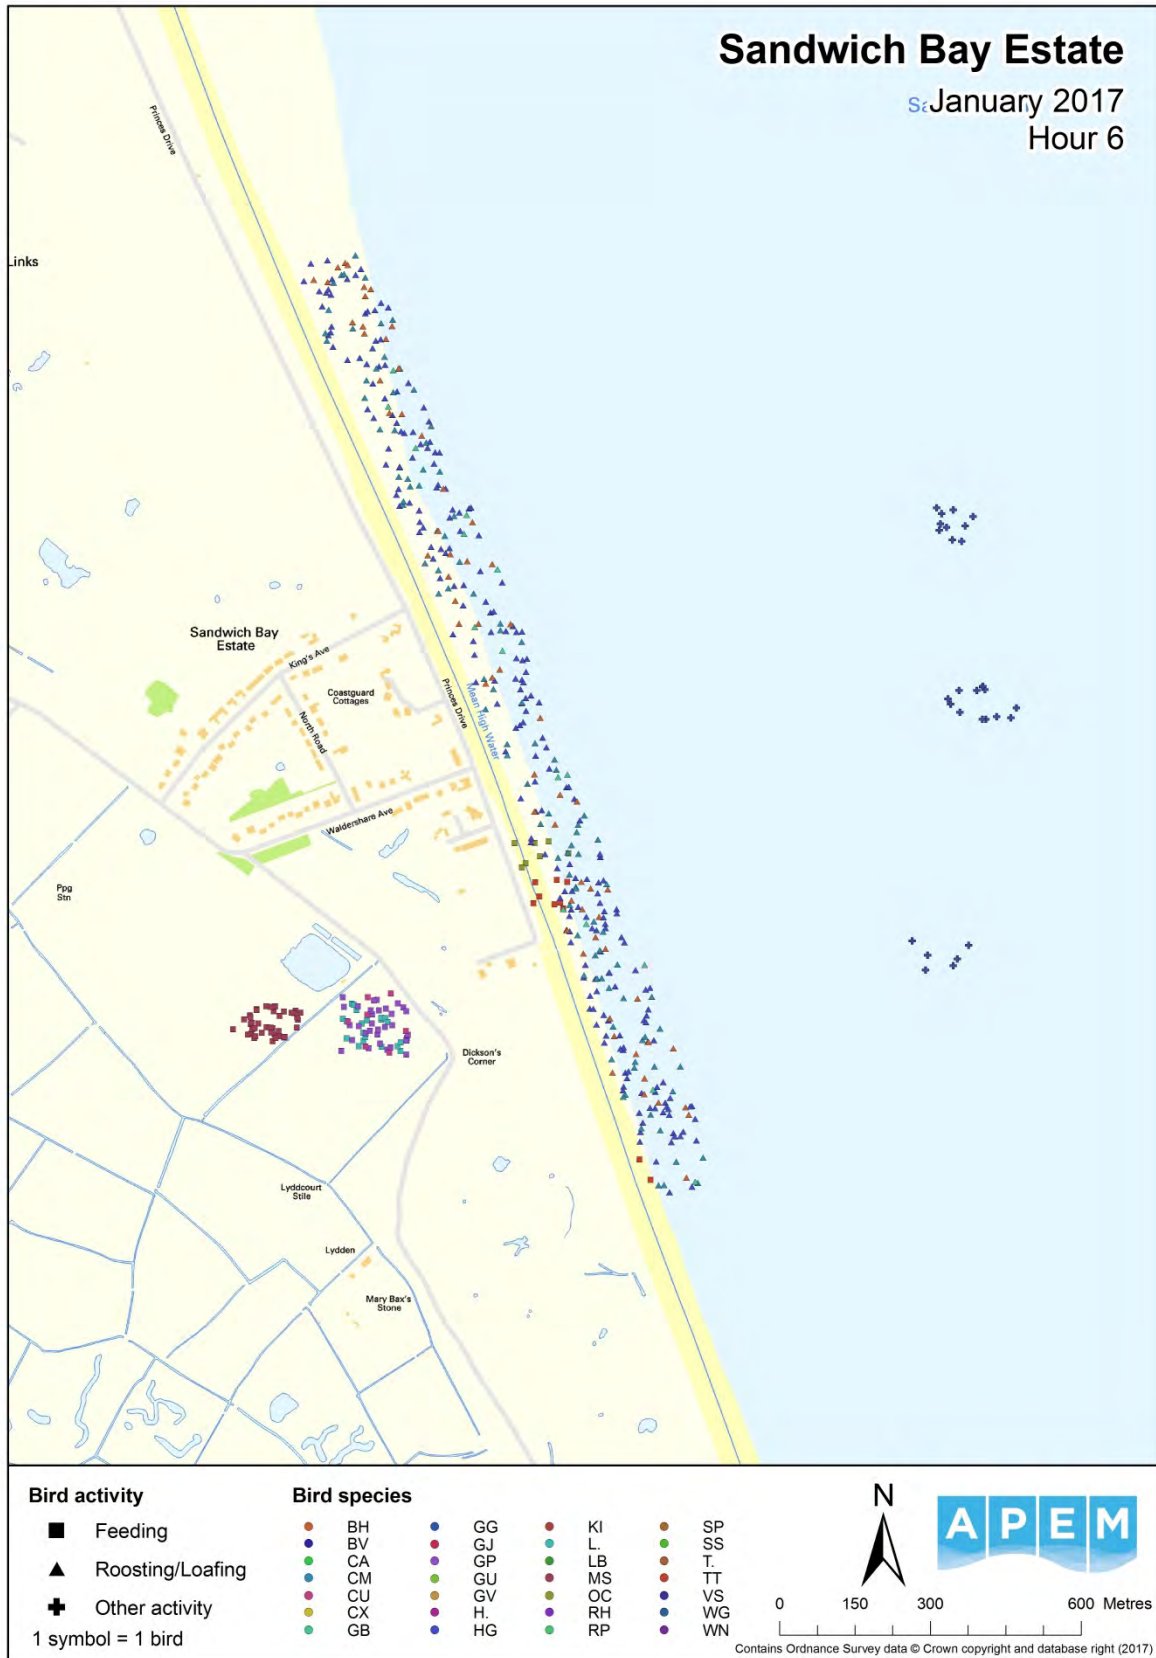 Sandwich Bay Estate
January 2017
Hour 6
Princes Drive
Links
Sandwich Bay
Estate
King's Ave
Coastguard
Cottages
North Road
Princes Drive
Mean High Water
Waldershare Ave
Ppg
Stn
Dickson's
Corner
Lyddcourt
Stile
Lydden
Mary Bax's
Stone
Bird activity
Feeding
Roosting/Loafing
Other activity
1 symbol = 1 bird
Bird species
BH
BV
CA
CM
CU
CX
GB
GG
GJ
GP
GU
GV
H.
HG
KI
L.
LB
MS
OC
RH
RP
SP
SS
T.
TT
VS
WG
WN
N
APEM
0 150 300 600 Metres
Contains Ordnance Survey data © Crown copyright and database right (2017)